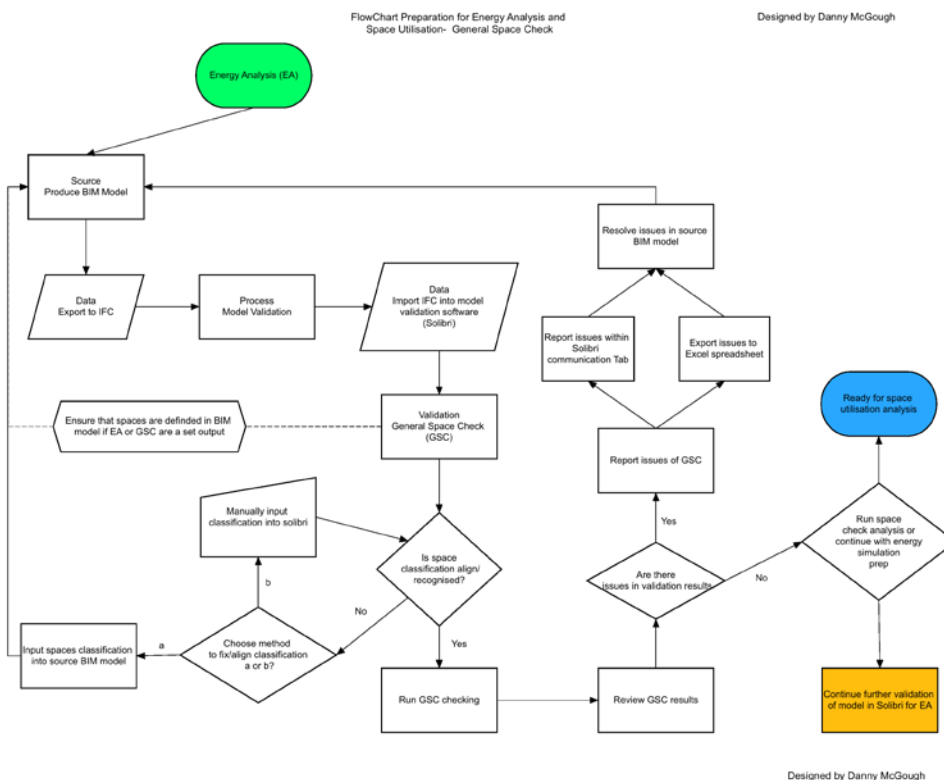 FlowChart Preparation for Energy Analysis and
Space Utilisation- General Space Check
Designed by Danny McGough
Energy Analysis (EA)
Source
Produce BIM Model
Data
Export to IFC
Process
Model Validation
Data
Import IFC into model
validation software
(Solibri)
Ensure that spaces are definded in BIM
model if EA or GSC are a set output
Validation
General Space Check
(GSC)
Manually input
classification into solibri
Is space
classification align/
recognised?
b
No
Choose method
to fix/align classification
a or b?
a
Input spaces classification
into source BIM model
Yes
Run GSC checking
Review GSC results
Are there
issues in validation results
Yes
No
Report issues of GSC
Report issues within
Solibri
communication Tab
Export issues to
Excel spreadsheet
Resolve issues in source
BIM model
Run space
check analysis or
continue with energy
simulation
prep
Ready for space
utilisation analysis
Continue further validation
of model in Solibri for EA
Designed by Danny McGough